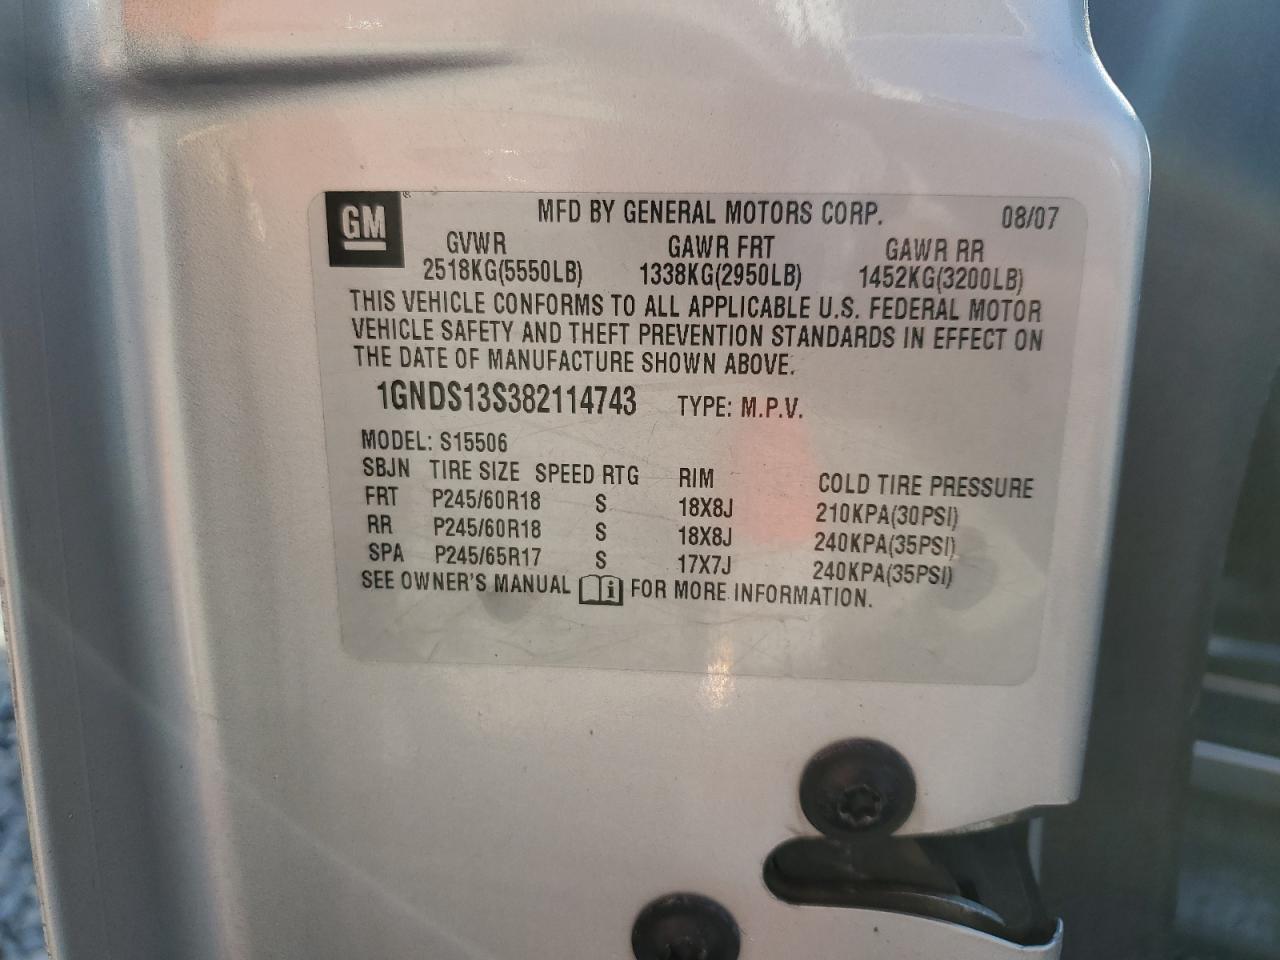 GM ® MFD BY GENERAL MOTORS CORP. 08/07
GVWR GAWR FRT GAWR RR
2518KG(5550LB) 1338KG(2950LB) 1452KG(3200LB)
THIS VEHICLE CONFORMS TO ALL APPLICABLE U.S. FEDERAL MOTOR
VEHICLE SAFETY AND THEFT PREVENTION STANDARDS IN EFFECT ON
THE DATE OF MANUFACTURE SHOWN ABOVE.
1GNDS13S382114743 TYPE: M.P.V.
MODEL: S15506
SBJN TIRE SIZE SPEED RTG RIM COLD TIRE PRESSURE
FRT P245/60R18 S 18X8J 210KPA(30PSI)
RR P245/60R18 S 18X8J 240KPA(35PSI)
SPA P245/65R17 S 17X7J 240KPA(35PSI)
SEE OWNER'S MANUAL i FOR MORE INFORMATION.